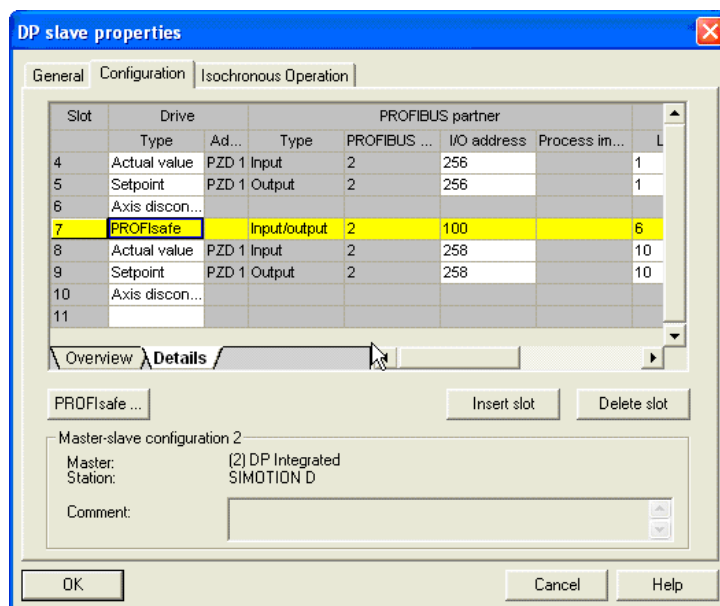 DP slave properties
General Configuration Isochronous Operation
Slot Drive PROFIBUS partner
Type Ad... Type PROFIBUS ... I/O address Process im... L
4 Actual value PZD 1 Input 2 256 1
5 Setpoint PZD 1 Output 2 256 1
6 Axis discon...
7 PROFIsafe Input/output 2 100 6
8 Actual value PZD 1 Input 2 258 10
9 Setpoint PZD 1 Output 2 258 10
10 Axis discon...
11
Overview Details
PROFIsafe ... Insert slot Delete slot
Master-slave configuration 2
Master: (2) DP Integrated
Station: SIMOTION D
Comment:
OK Cancel Help